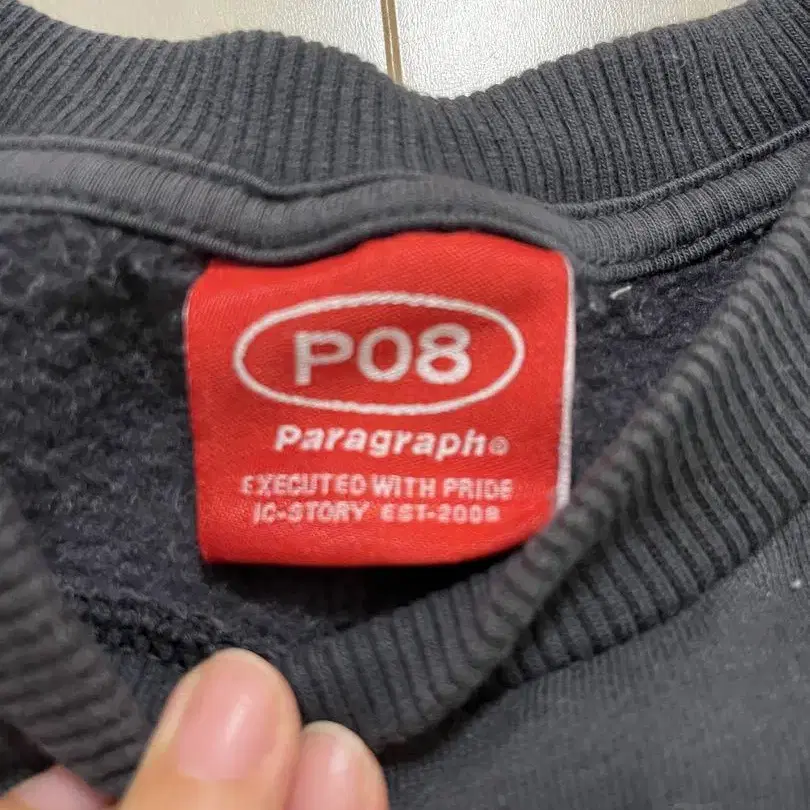 P08
Paragraph®
EXECUTED WITH PRIDE
IC-STORY EST-2008